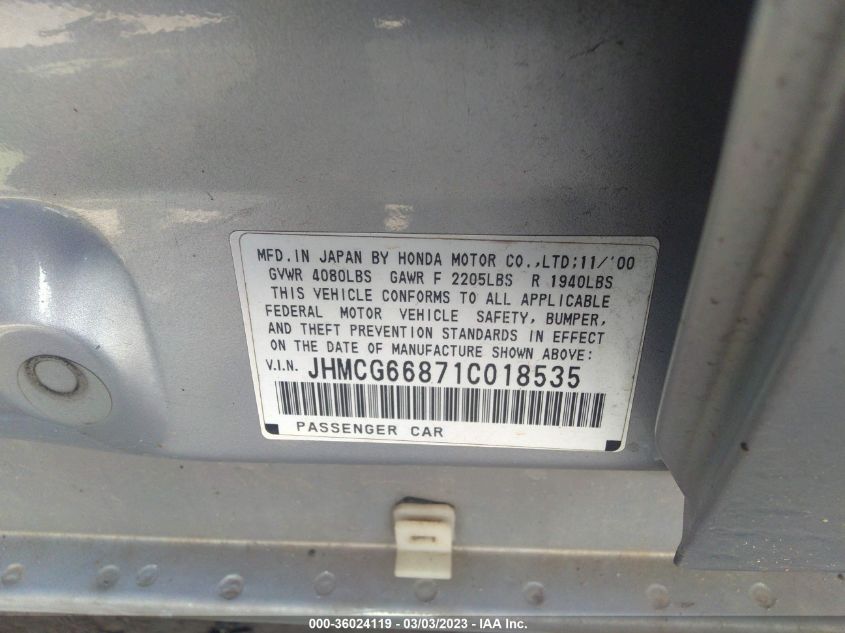 MFD.IN JAPAN BY HONDA MOTOR CO.,LTD;11/'00
GVWR 4080LBS GAWR F 2205LBS R 1940LBS
THIS VEHICLE CONFORMS TO ALL APPLICABLE
FEDERAL MOTOR VEHICLE SAFETY, BUMPER,
AND THEFT PREVENTION STANDARDS IN EFFECT
ON THE DATE OF MANUFACTURE SHOWN ABOVE:
V.I.N. JHMCG66871C018535
PASSENGER CAR
000-36024119 - 03/03/2023 - IAA Inc.